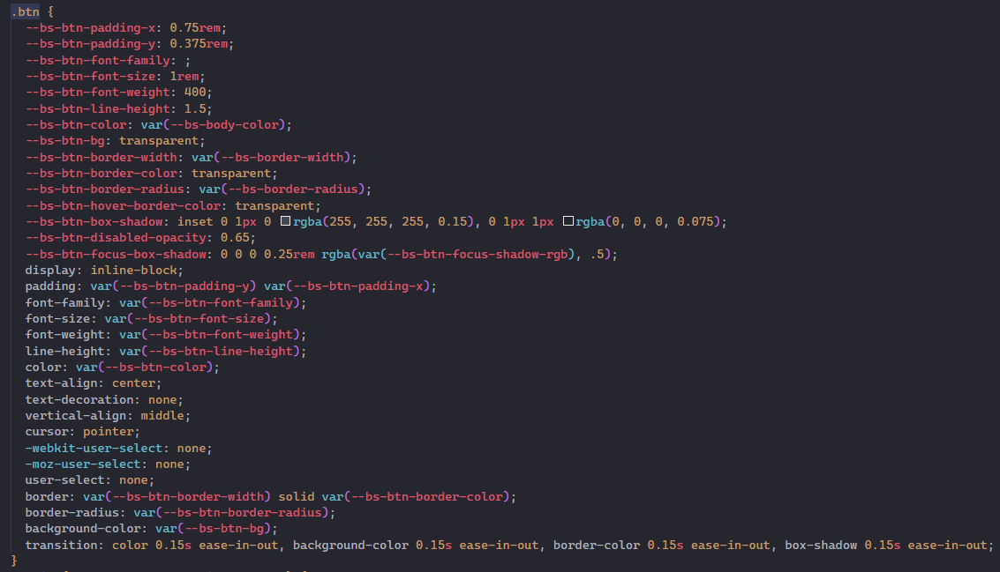 .btn {
--bs-btn-padding-x: 0.75rem;
--bs-btn-padding-y: 0.375rem;
--bs-btn-font-family: ;
--bs-btn-font-size: 1rem;
--bs-btn-font-weight: 400;
--bs-btn-line-height: 1.5;
--bs-btn-color: var(--bs-body-color);
--bs-btn-bg: transparent;
--bs-btn-border-width: var(--bs-border-width);
--bs-btn-border-color: transparent;
--bs-btn-border-radius: var(--bs-border-radius);
--bs-btn-hover-border-color: transparent;
--bs-btn-box-shadow: inset 0 1px 0 rgba(255, 255, 255, 0.15), 0 1px 1px rgba(0, 0, 0, 0.075);
--bs-btn-disabled-opacity: 0.65;
--bs-btn-focus-box-shadow: 0 0 0 0.25rem rgba(var(--bs-btn-focus-shadow-rgb), .5);
display: inline-block;
padding: var(--bs-btn-padding-y) var(--bs-btn-padding-x);
font-family: var(--bs-btn-font-family);
font-size: var(--bs-btn-font-size);
font-weight: var(--bs-btn-font-weight);
line-height: var(--bs-btn-line-height);
color: var(--bs-btn-color);
text-align: center;
text-decoration: none;
vertical-align: middle;
cursor: pointer;
-webkit-user-select: none;
-moz-user-select: none;
user-select: none;
border: var(--bs-btn-border-width) solid var(--bs-btn-border-color);
border-radius: var(--bs-btn-border-radius);
background-color: var(--bs-btn-bg);
transition: color 0.15s ease-in-out, background-color 0.15s ease-in-out, border-color 0.15s ease-in-out, box-shadow 0.15s ease-in-out;
}